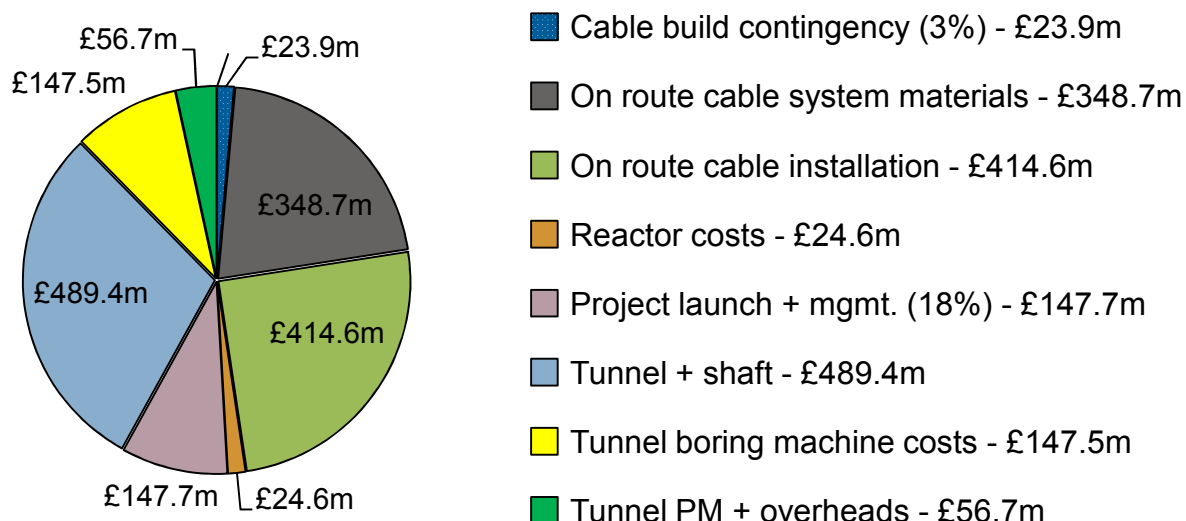 £56.7m
£23.9m
£147.5m
£348.7m
£489.4m
£414.6m
£147.7m
£24.6m
Cable build contingency (3%) - £23.9m
On route cable system materials - £348.7m
On route cable installation - £414.6m
Reactor costs - £24.6m
Project launch + mgmt. (18%) - £147.7m
Tunnel + shaft - £489.4m
Tunnel boring machine costs - £147.5m
Tunnel PM + overheads - £56.7m